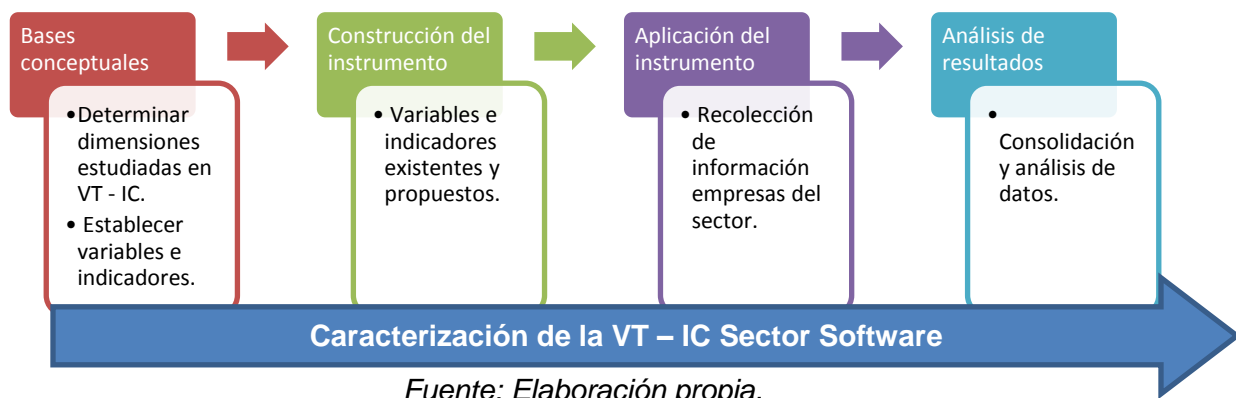 Bases
conceptuales
•Determinar
dimensiones
estudiadas en
VT - IC.
• Establecer
variables e
indicadores.
Construcción del
instrumento
• Variables e
indicadores
existentes y
propuestos.
Aplicación del
instrumento
• Recolección
de
información
empresas del
sector.
Análisis de
resultados
•
Consolidación
y análisis de
datos.
Caracterización de la VT – IC Sector Software
Fuente: Elaboración propia.